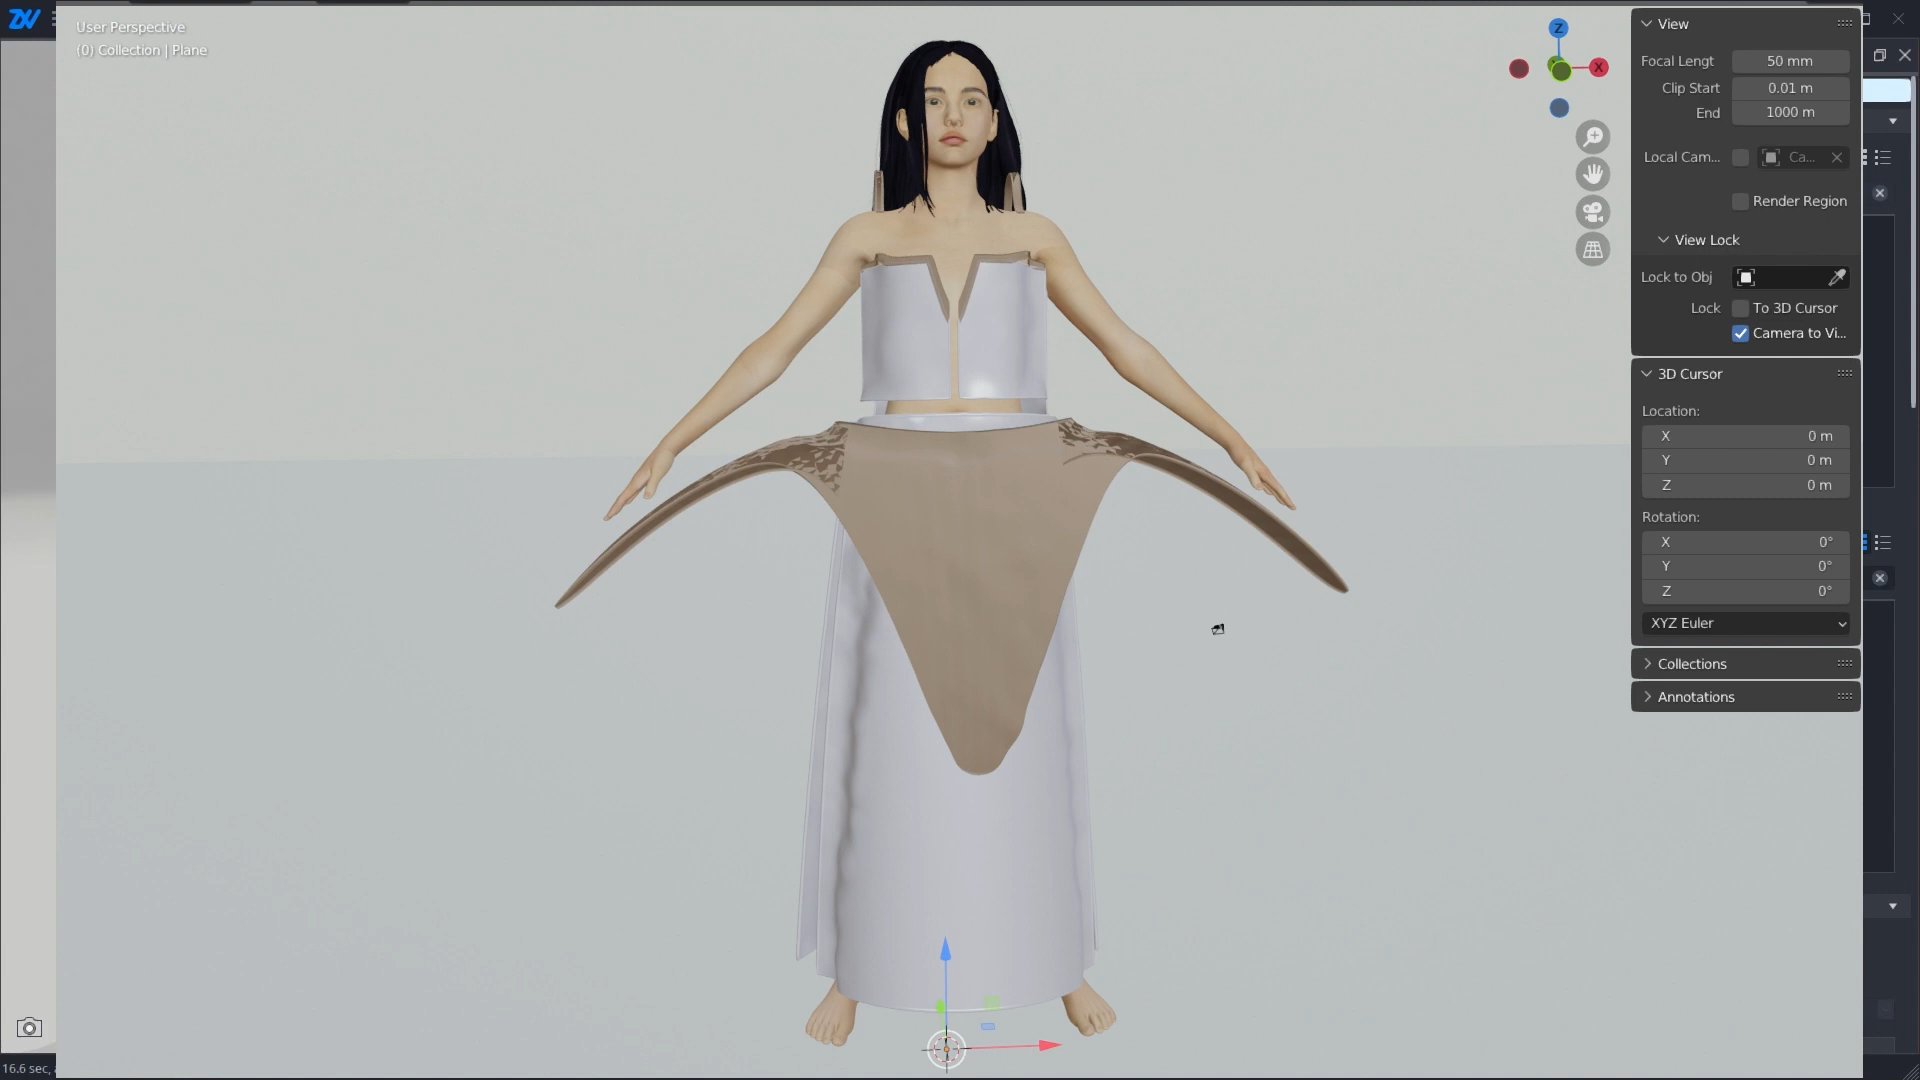 User Perspective
(0) Collection | Plane
Z
X
View
Focal Lengt 50 mm
Clip Start 0.01 m
End 1000 m
Local Cam... Ca...
Render Region
View Lock
Lock to Obj
Lock To 3D Cursor
Camera to Vi...
3D Cursor
Location:
X 0 m
Y 0 m
Z 0 m
Rotation:
X 0°
Y 0°
Z 0°
XYZ Euler
Collections
Annotations
16.6 sec,